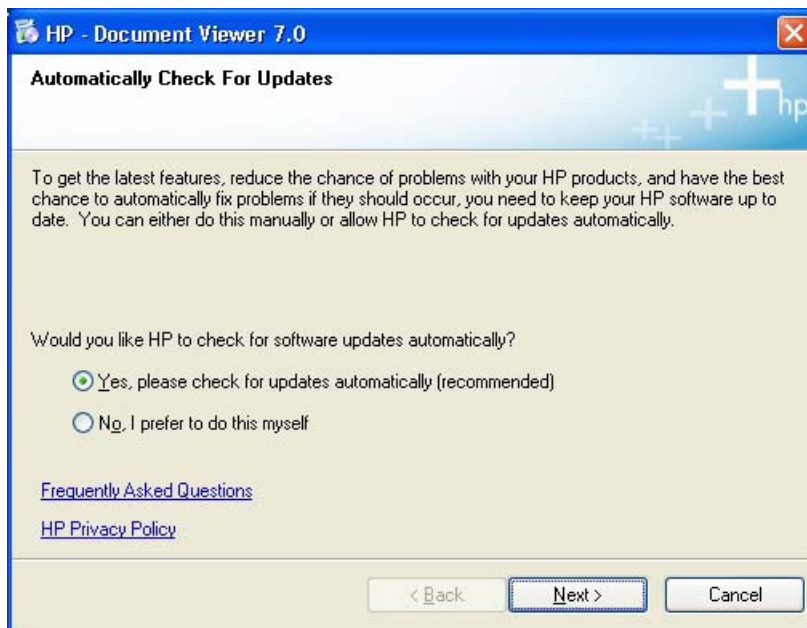 HP - Document Viewer 7.0
Automatically Check For Updates
hp
To get the latest features, reduce the chance of problems with your HP products, and have the best
chance to automatically fix problems if they should occur, you need to keep your HP software up to
date. You can either do this manually or allow HP to check for updates automatically.
Would you like HP to check for software updates automatically?
Yes, please check for updates automatically (recommended)
No, I prefer to do this myself
Frequently Asked Questions
HP Privacy Policy
< Back
Next >
Cancel